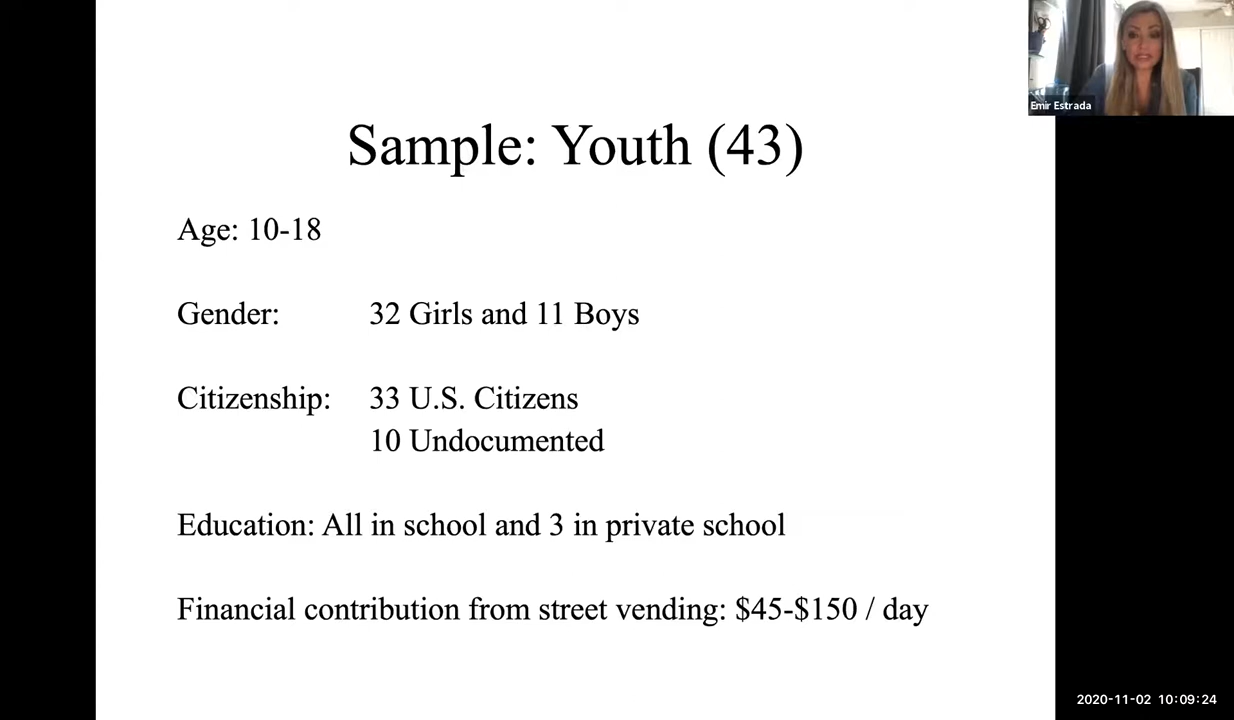 Emir Estrada
Sample: Youth (43)
Age: 10-18
Gender: 32 Girls and 11 Boys
Citizenship: 33 U.S. Citizens
10 Undocumented
Education: All in school and 3 in private school
Financial contribution from street vending: $45-$150 / day
2020-11-02 10:09:24